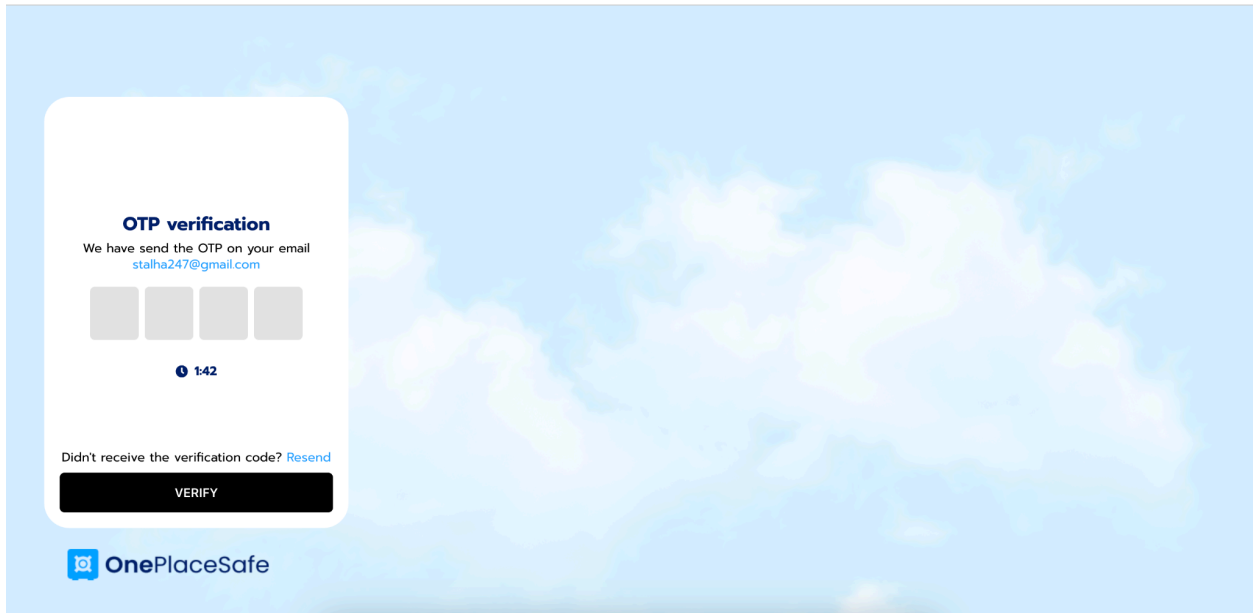 OTP verification
We have send the OTP on your email
stalha247@gmail.com
1:42
Didn't receive the verification code? Resend
VERIFY
OnePlaceSafe